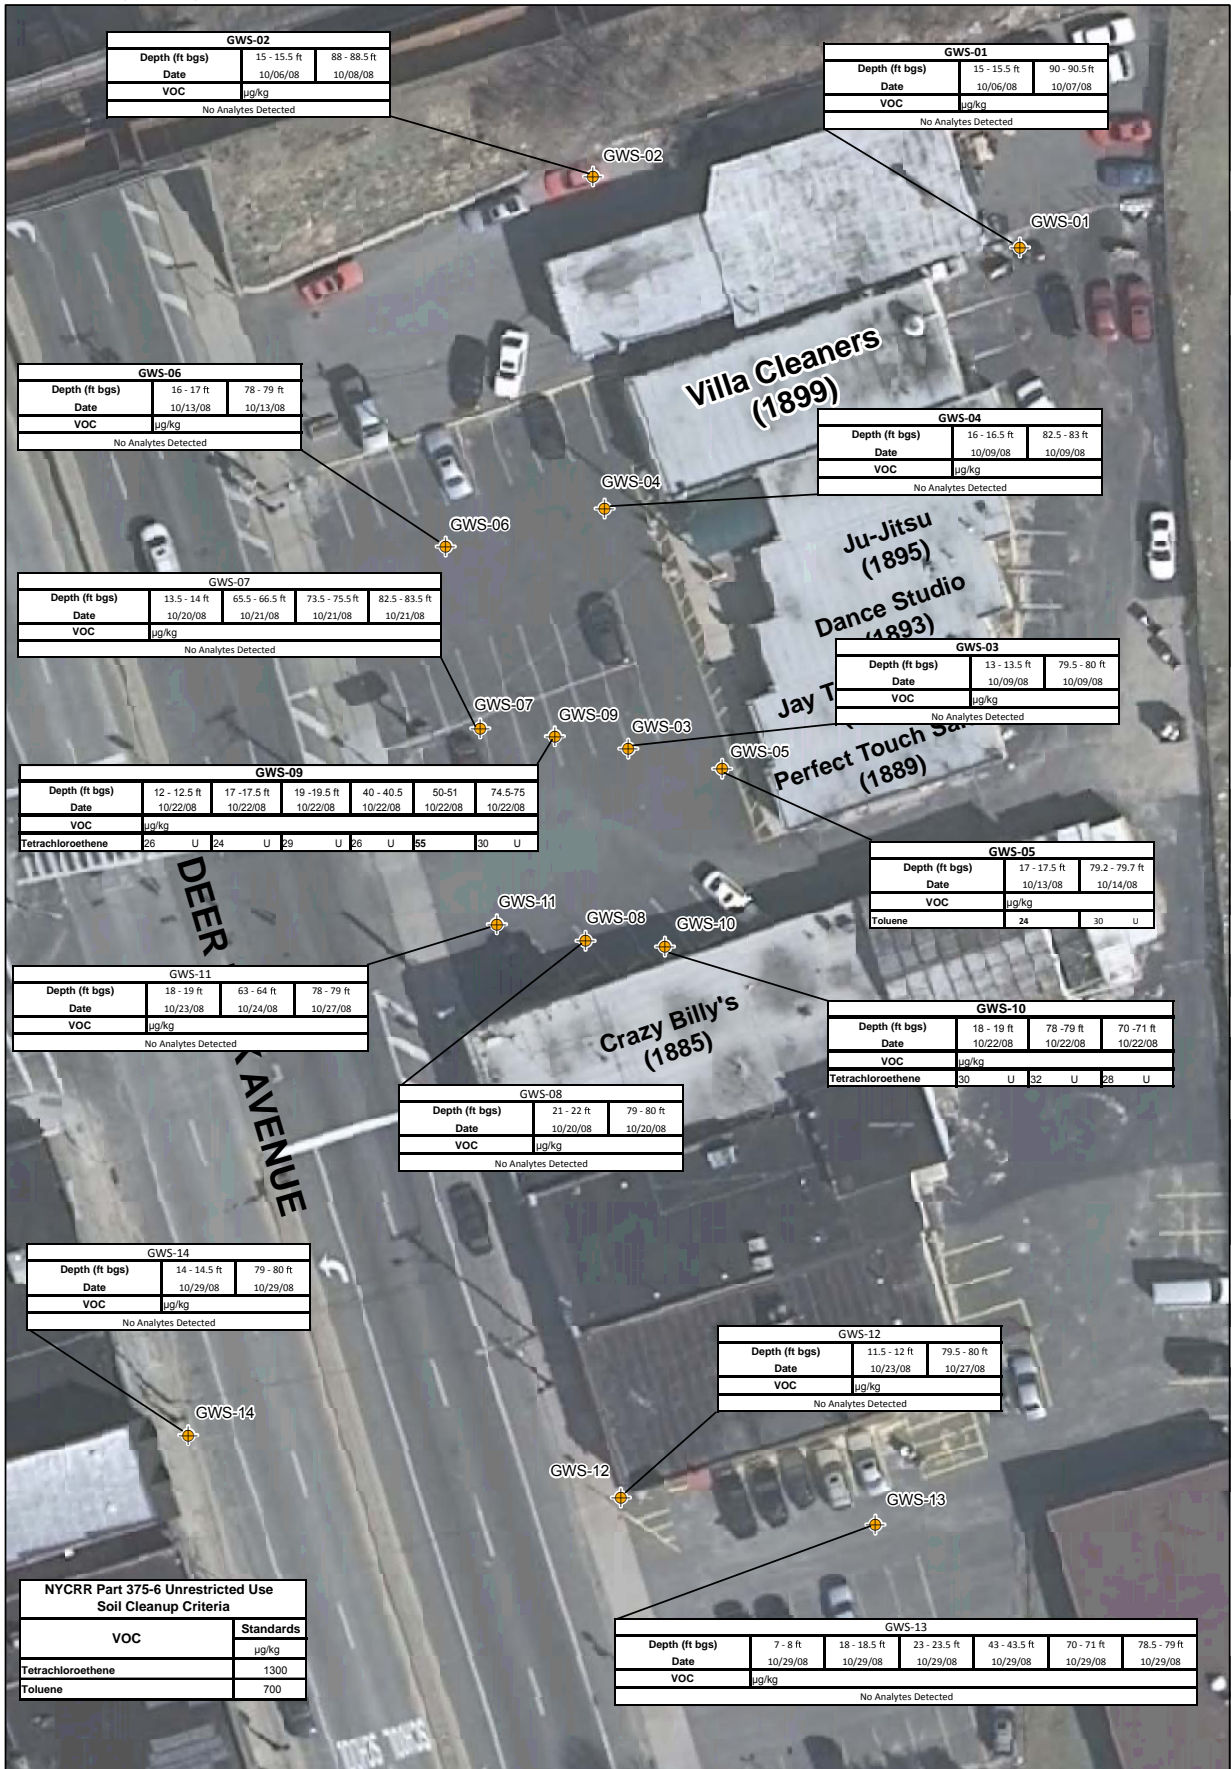 GWS-02
Depth (ft bgs) 15 - 15.5 ft 88 - 88.5 ft
Date 10/06/08 10/08/08
VOC µg/kg
No Analytes Detected
GWS-01
Depth (ft bgs) 15 - 15.5 ft 90 - 90.5 ft
Date 10/06/08 10/07/08
VOC µg/kg
No Analytes Detected
GWS-02
GWS-01
Villa Cleaners
(1899)
GWS-06
Depth (ft bgs) 16 - 17 ft 78 - 79 ft
Date 10/13/08 10/13/08
VOC µg/kg
No Analytes Detected
GWS-04
Depth (ft bgs) 16 - 16.5 ft 82.5 - 83 ft
Date 10/09/08 10/09/08
VOC µg/kg
No Analytes Detected
GWS-04
GWS-06
Ju-Jitsu
(1895)
Dance Studio
(1893)
GWS-07
Depth (ft bgs) 13.5 - 14 ft 65.5 - 66.5 ft 73.5 - 75.5 ft 82.5 - 83.5 ft
Date 10/20/08 10/21/08 10/21/08 10/21/08
VOC µg/kg
No Analytes Detected
GWS-03
Depth (ft bgs) 13 - 13.5 ft 79.5 - 80 ft
Date 10/09/08 10/09/08
VOC µg/kg
No Analytes Detected
Jay T
GWS-07
GWS-09
GWS-03
GWS-05
Perfect Touch
(1889)
GWS-09
Depth (ft bgs) 12 - 12.5 ft 17 -17.5 ft 19 -19.5 ft 40 - 40.5 50-51 74.5-75
Date 10/22/08 10/22/08 10/22/08 10/22/08 10/22/08 10/22/08
VOC µg/kg
Tetrachloroethene 26 U 24 U 29 U 26 U 55 30 U
GWS-05
Depth (ft bgs) 17 - 17.5 ft 79.2 - 79.7 ft
Date 10/13/08 10/14/08
VOC µg/kg
Toluene 24 30 U
DEER
AVENUE
GWS-11
GWS-08
GWS-10
GWS-11
Depth (ft bgs) 18 - 19 ft 63 - 64 ft 78 - 79 ft
Date 10/23/08 10/24/08 10/27/08
VOC µg/kg
No Analytes Detected
Crazy Billy's
(1885)
GWS-10
Depth (ft bgs) 18 - 19 ft 78 -79 ft 70 -71 ft
Date 10/22/08 10/22/08 10/22/08
VOC µg/kg
Tetrachloroethene 30 U 32 U 28 U
GWS-08
Depth (ft bgs) 21 - 22 ft 79 - 80 ft
Date 10/20/08 10/20/08
VOC µg/kg
No Analytes Detected
GWS-14
Depth (ft bgs) 14 - 14.5 ft 79 - 80 ft
Date 10/29/08 10/29/08
VOC µg/kg
No Analytes Detected
GWS-12
Depth (ft bgs) 11.5 - 12 ft 79.5 - 80 ft
Date 10/23/08 10/27/08
VOC µg/kg
No Analytes Detected
GWS-14
GWS-12
GWS-13
NYCRR Part 375-6 Unrestricted Use
Soil Cleanup Criteria
VOC Standards
µg/kg
Tetrachloroethene 1300
Toluene 700
GWS-13
Depth (ft bgs) 7 - 8 ft 18 - 18.5 ft 23 - 23.5 ft 43 - 43.5 ft 70 - 71 ft 78.5 - 79 ft
Date 10/29/08 10/29/08 10/29/08 10/29/08 10/29/08 10/29/08
VOC µg/kg
No Analytes Detected